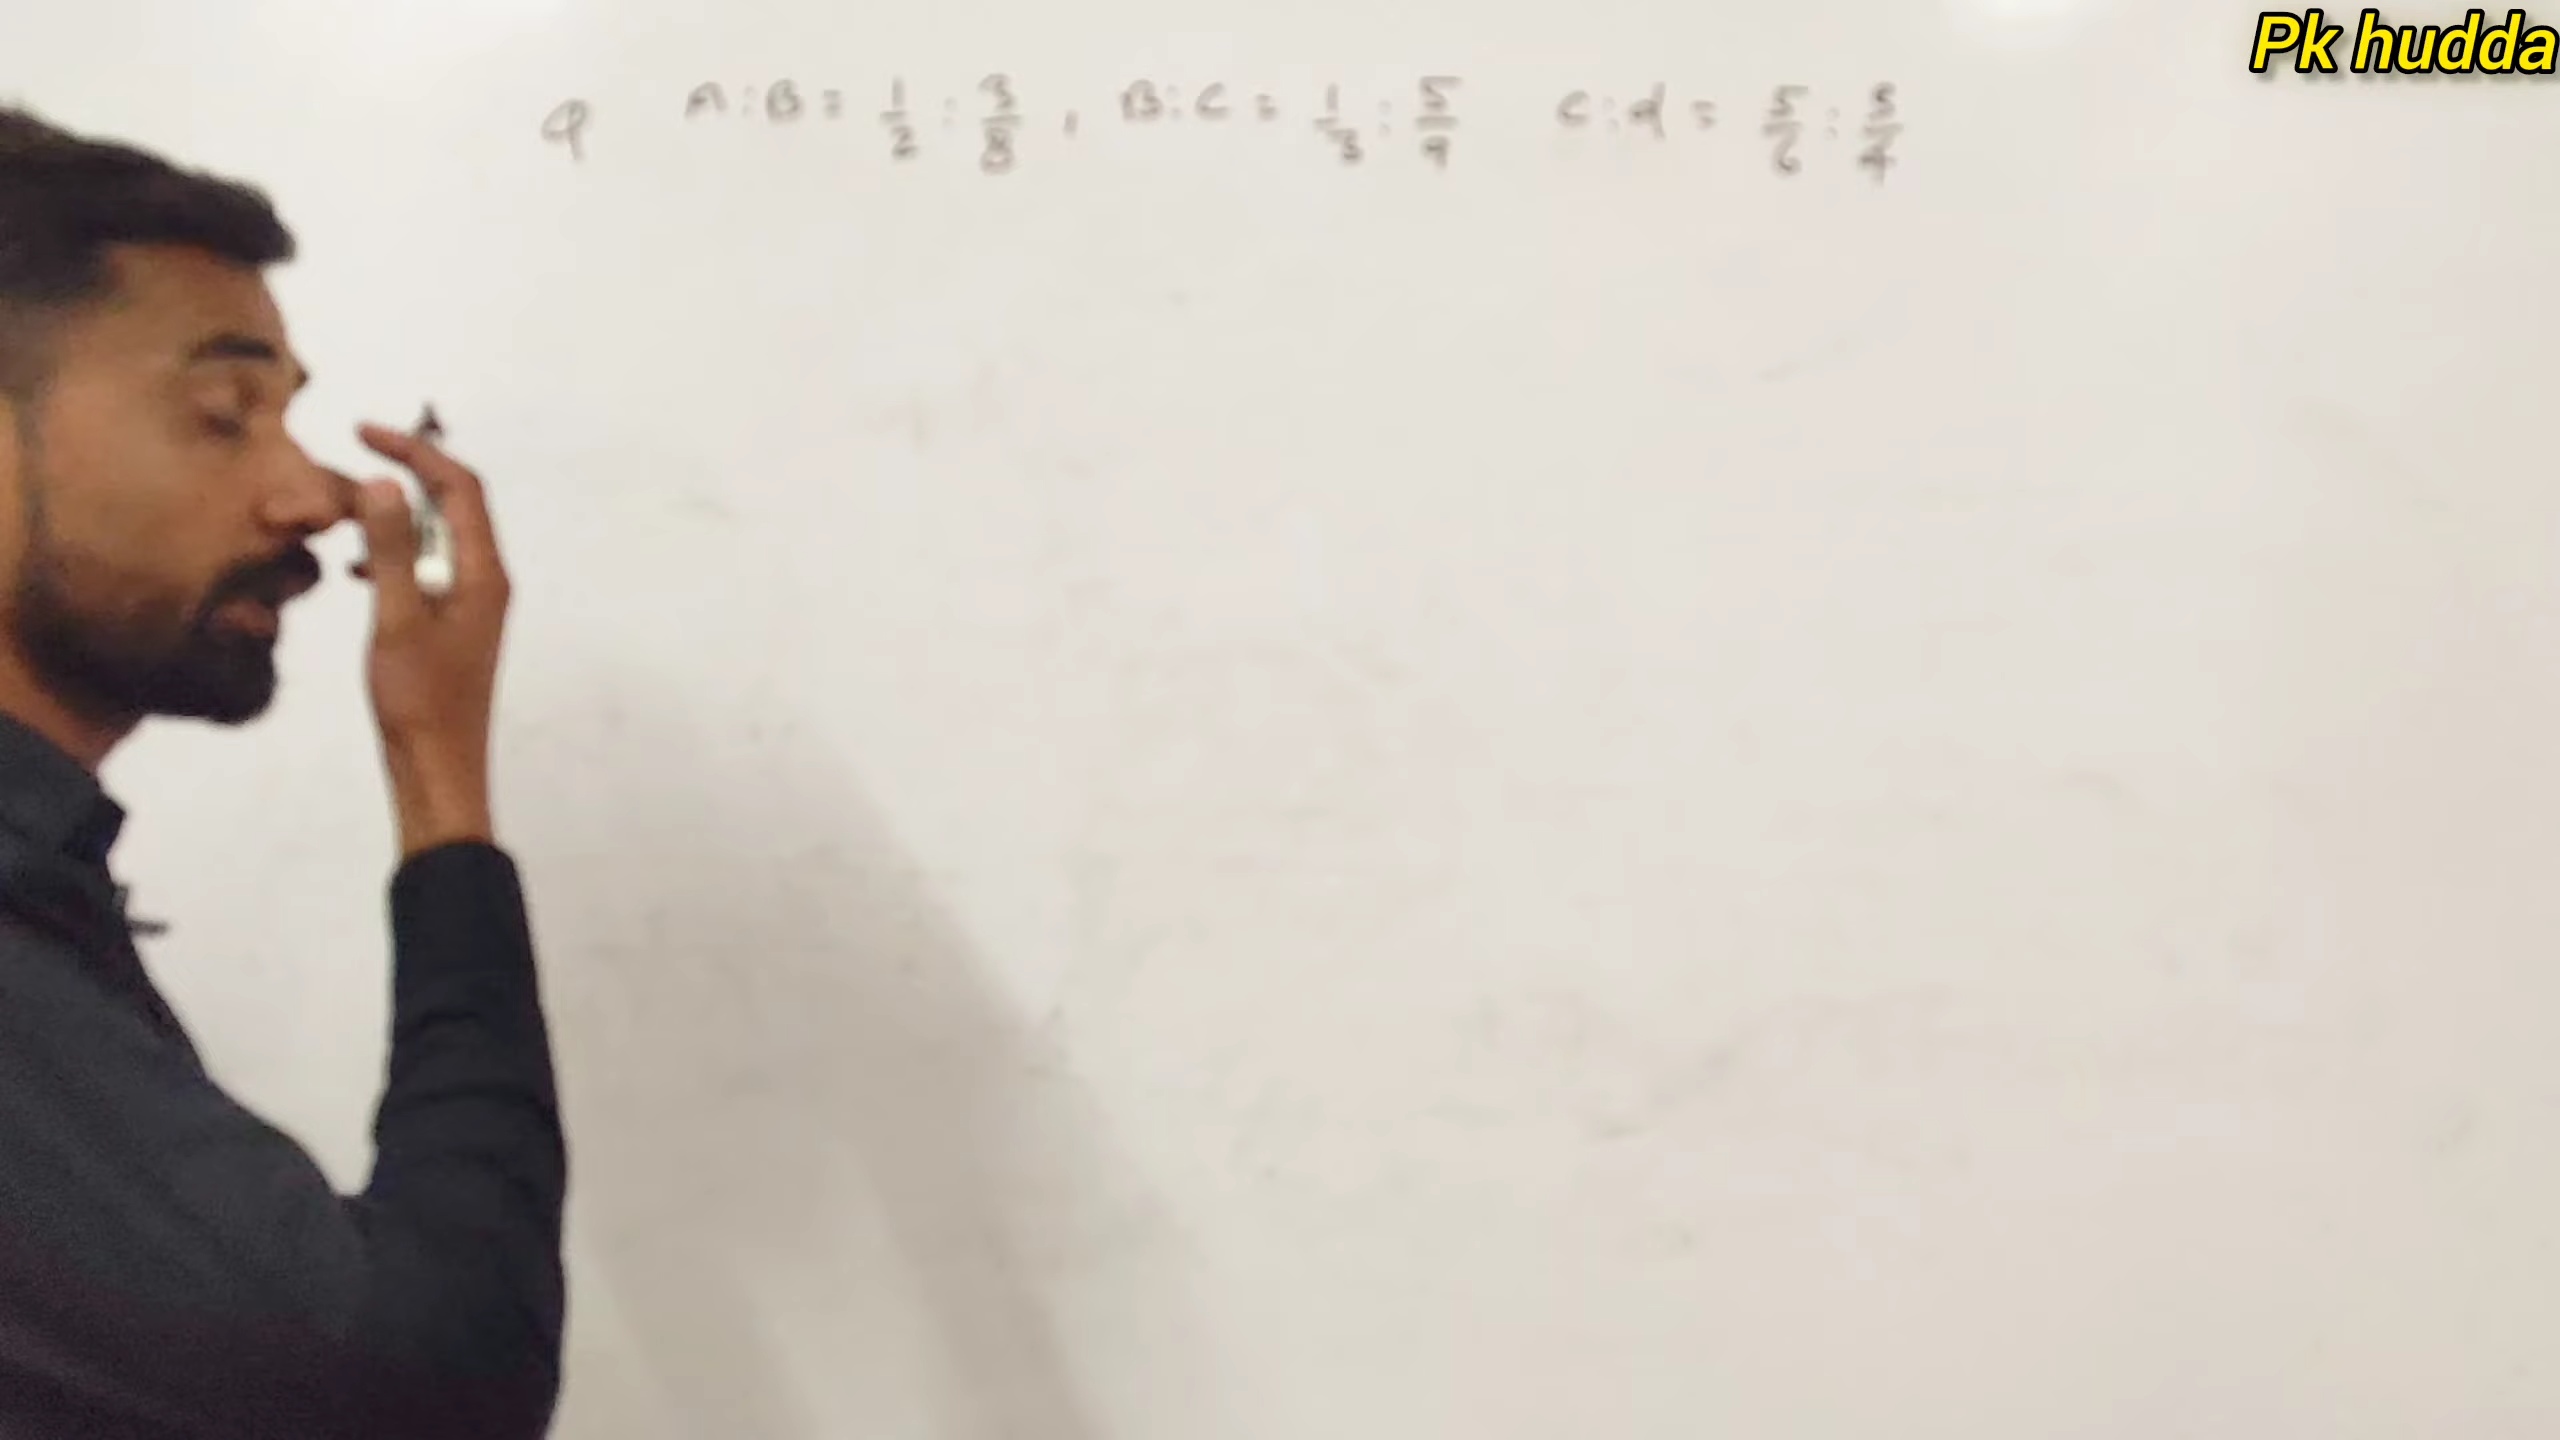 Pk hudda
Q A:B = 1/2 : 3/8 , B:C = 1/3 : 5/9 C:d = 5/6 : 3/4